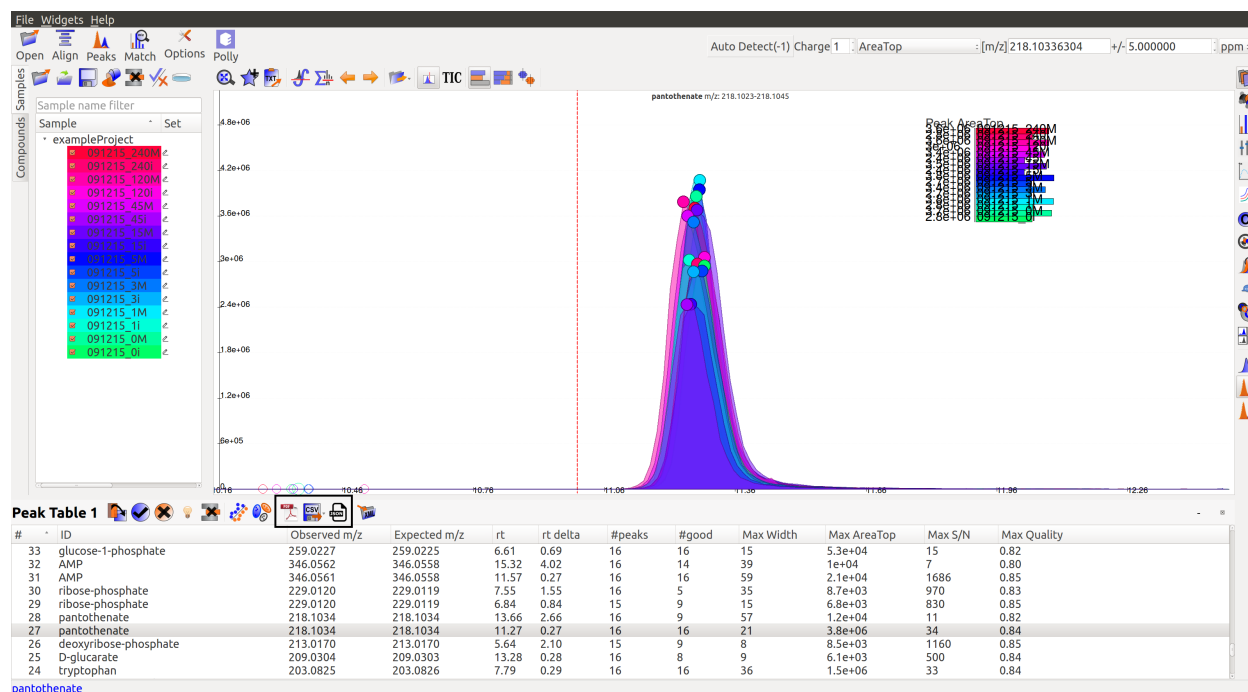 File Widgets Help
Open Align Peaks Match Options Polly
Auto Detect(-1) Charge 1 AreaTop [m/z] 218.10336304 +/- 5.000000 ppm
TXT TIC
Samples
Compounds
Sample name filter
Sample Set
exampleProject
091215_240M
091215_240i
091215_120M
091215_120i
091215_45M
091215_45i
091215_15M
091215_15i
091215_5M
091215_5i
091215_3M
091215_3i
091215_1M
091215_1i
091215_0M
091215_0i
pantothenate m/z: 218.1023-218.1045
Peak AreaTop
4.8e+06
4.2e+06
3.6e+06
3e+06
2.4e+06
1.8e+06
1.2e+06
6e+05
0
10.16 10.46 10.76 11.06 11.36 11.66 11.96 12.26
2.8e+06 091215_0i
Peak Table 1 PDF CSV JSON
# ID Observed m/z Expected m/z rt rt delta #peaks #good Max Width Max AreaTop Max S/N Max Quality
33 glucose-1-phosphate 259.0227 259.0225 6.61 0.69 16 16 15 5.3e+04 15 0.82
32 AMP 346.0562 346.0558 15.32 4.02 16 14 39 1e+04 7 0.80
31 AMP 346.0561 346.0558 11.57 0.27 16 16 59 2.1e+04 1686 0.85
30 ribose-phosphate 229.0120 229.0119 7.55 1.55 16 5 35 8.7e+03 970 0.83
29 ribose-phosphate 229.0120 229.0119 6.84 0.84 15 9 15 6.8e+03 830 0.85
28 pantothenate 218.1034 218.1034 13.66 2.66 16 9 57 1.2e+04 11 0.82
27 pantothenate 218.1034 218.1034 11.27 0.27 16 16 21 3.8e+06 34 0.84
26 deoxyribose-phosphate 213.0170 213.0170 5.64 2.10 15 9 8 8.5e+03 1160 0.85
25 D-glucarate 209.0304 209.0303 13.28 0.28 16 8 9 6.1e+03 500 0.84
24 tryptophan 203.0825 203.0826 7.79 0.29 16 16 36 1.5e+06 33 0.84
pantothenate